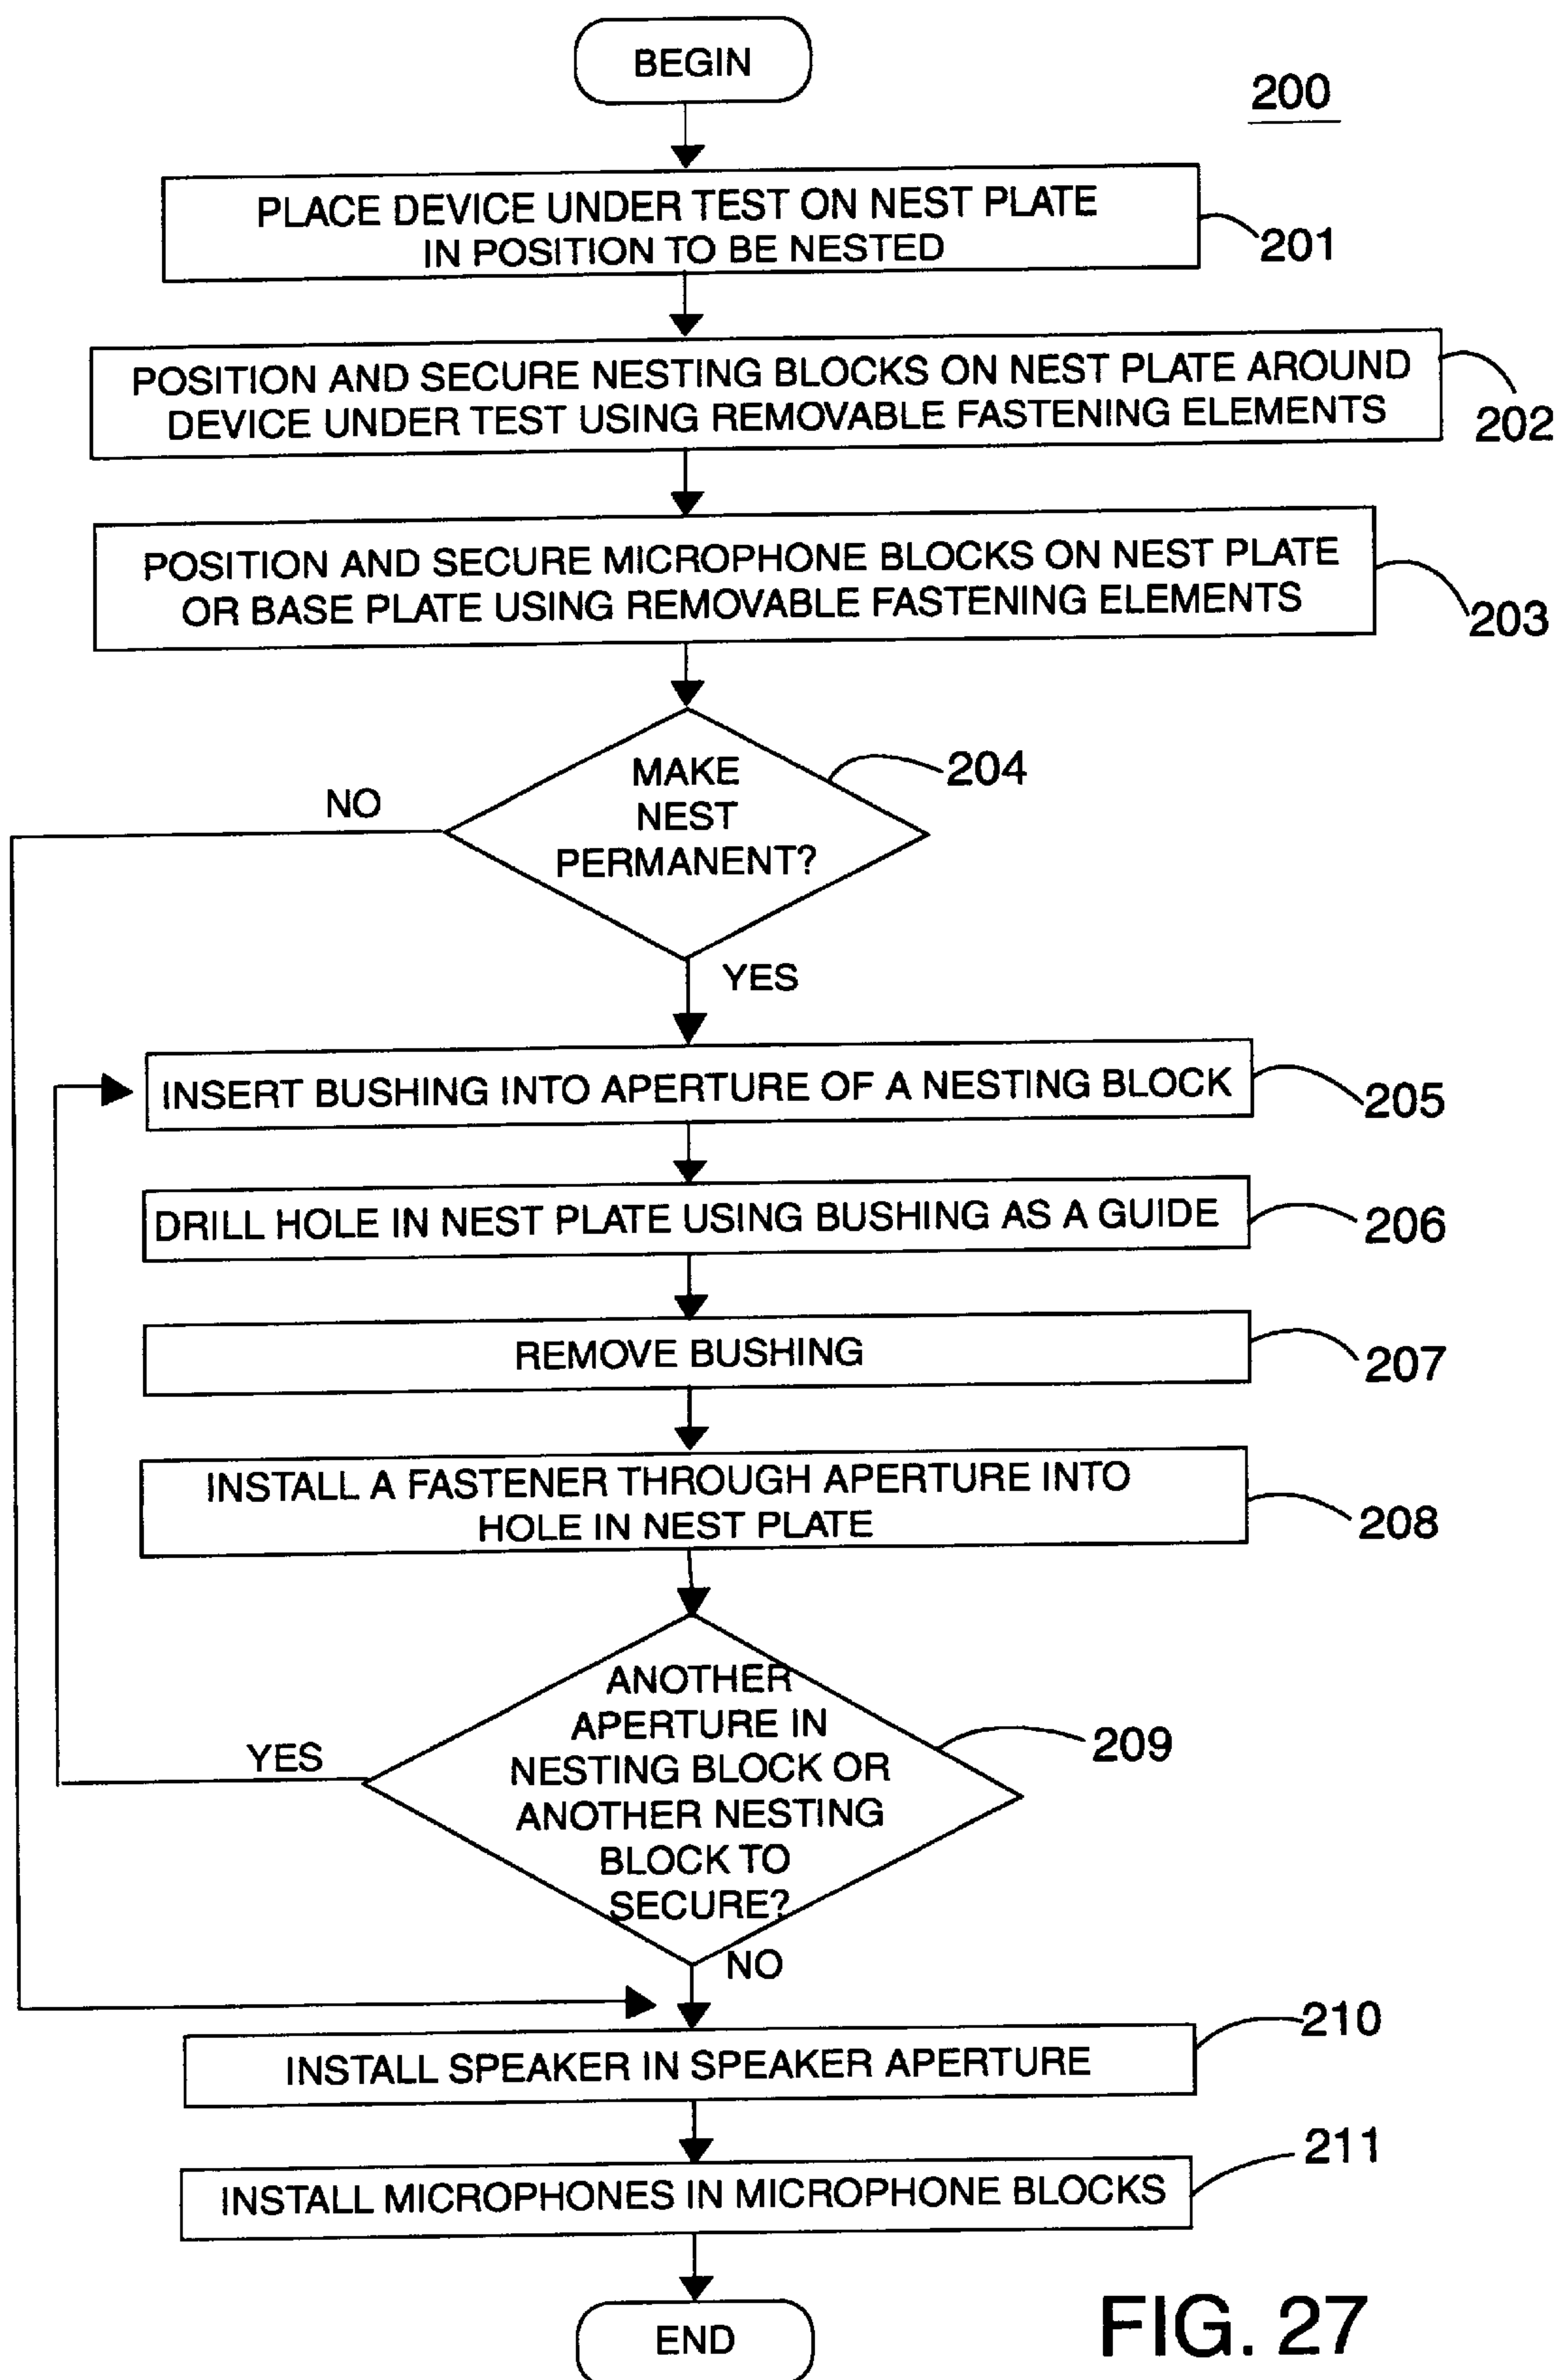 BEGIN
200
PLACE DEVICE UNDER TEST ON NEST PLATE
IN POSITION TO BE NESTED
201
POSITION AND SECURE NESTING BLOCKS ON NEST PLATE AROUND
DEVICE UNDER TEST USING REMOVABLE FASTENING ELEMENTS
202
POSITION AND SECURE MICROPHONE BLOCKS ON NEST PLATE
OR BASE PLATE USING REMOVABLE FASTENING ELEMENTS
203
MAKE
NEST
PERMANENT?
204
NO
YES
INSERT BUSHING INTO APERTURE OF A NESTING BLOCK
205
DRILL HOLE IN NEST PLATE USING BUSHING AS A GUIDE
206
REMOVE BUSHING
207
INSTALL A FASTENER THROUGH APERTURE INTO
HOLE IN NEST PLATE
208
ANOTHER
APERTURE IN
NESTING BLOCK OR
ANOTHER NESTING
BLOCK TO
SECURE?
209
YES
NO
INSTALL SPEAKER IN SPEAKER APERTURE
210
INSTALL MICROPHONES IN MICROPHONE BLOCKS
211
END
FIG. 27